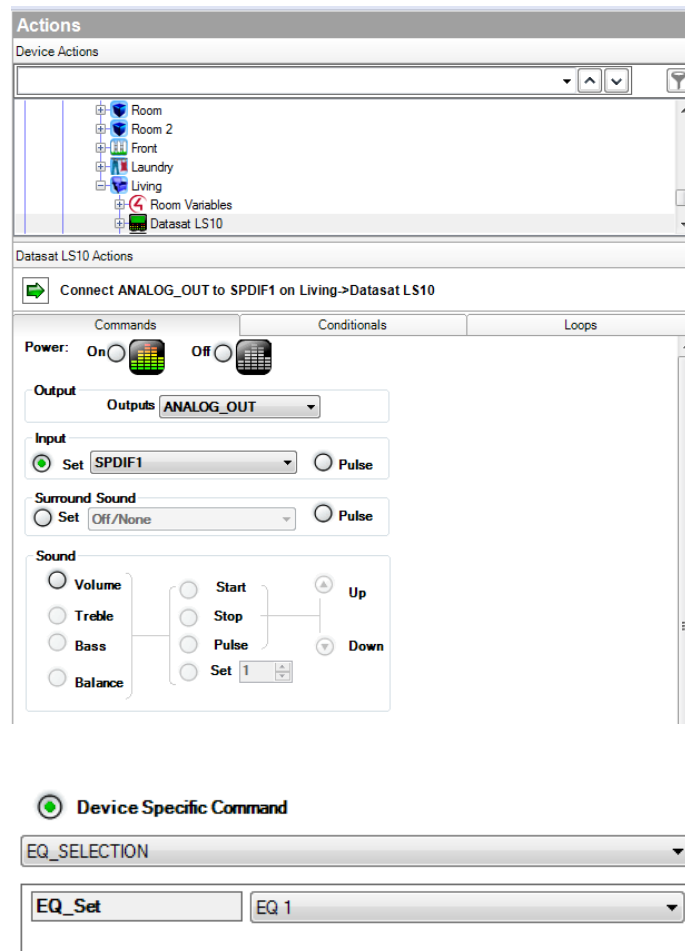 Actions
Device Actions
Room
Room 2
Front
Laundry
Living
Room Variables
Datasat LS10
Datasat LS10 Actions
Connect ANALOG_OUT to SPDIF1 on Living->Datasat LS10
Commands Conditionals Loops
Power: On Off
Output
Outputs ANALOG_OUT
Input
Set SPDIF1 Pulse
Surround Sound
Set Off/None Pulse
Sound
Volume Start Up
Treble Stop
Bass Pulse Down
Balance Set 1
Device Specific Command
EQ_SELECTION
EQ_Set EQ 1